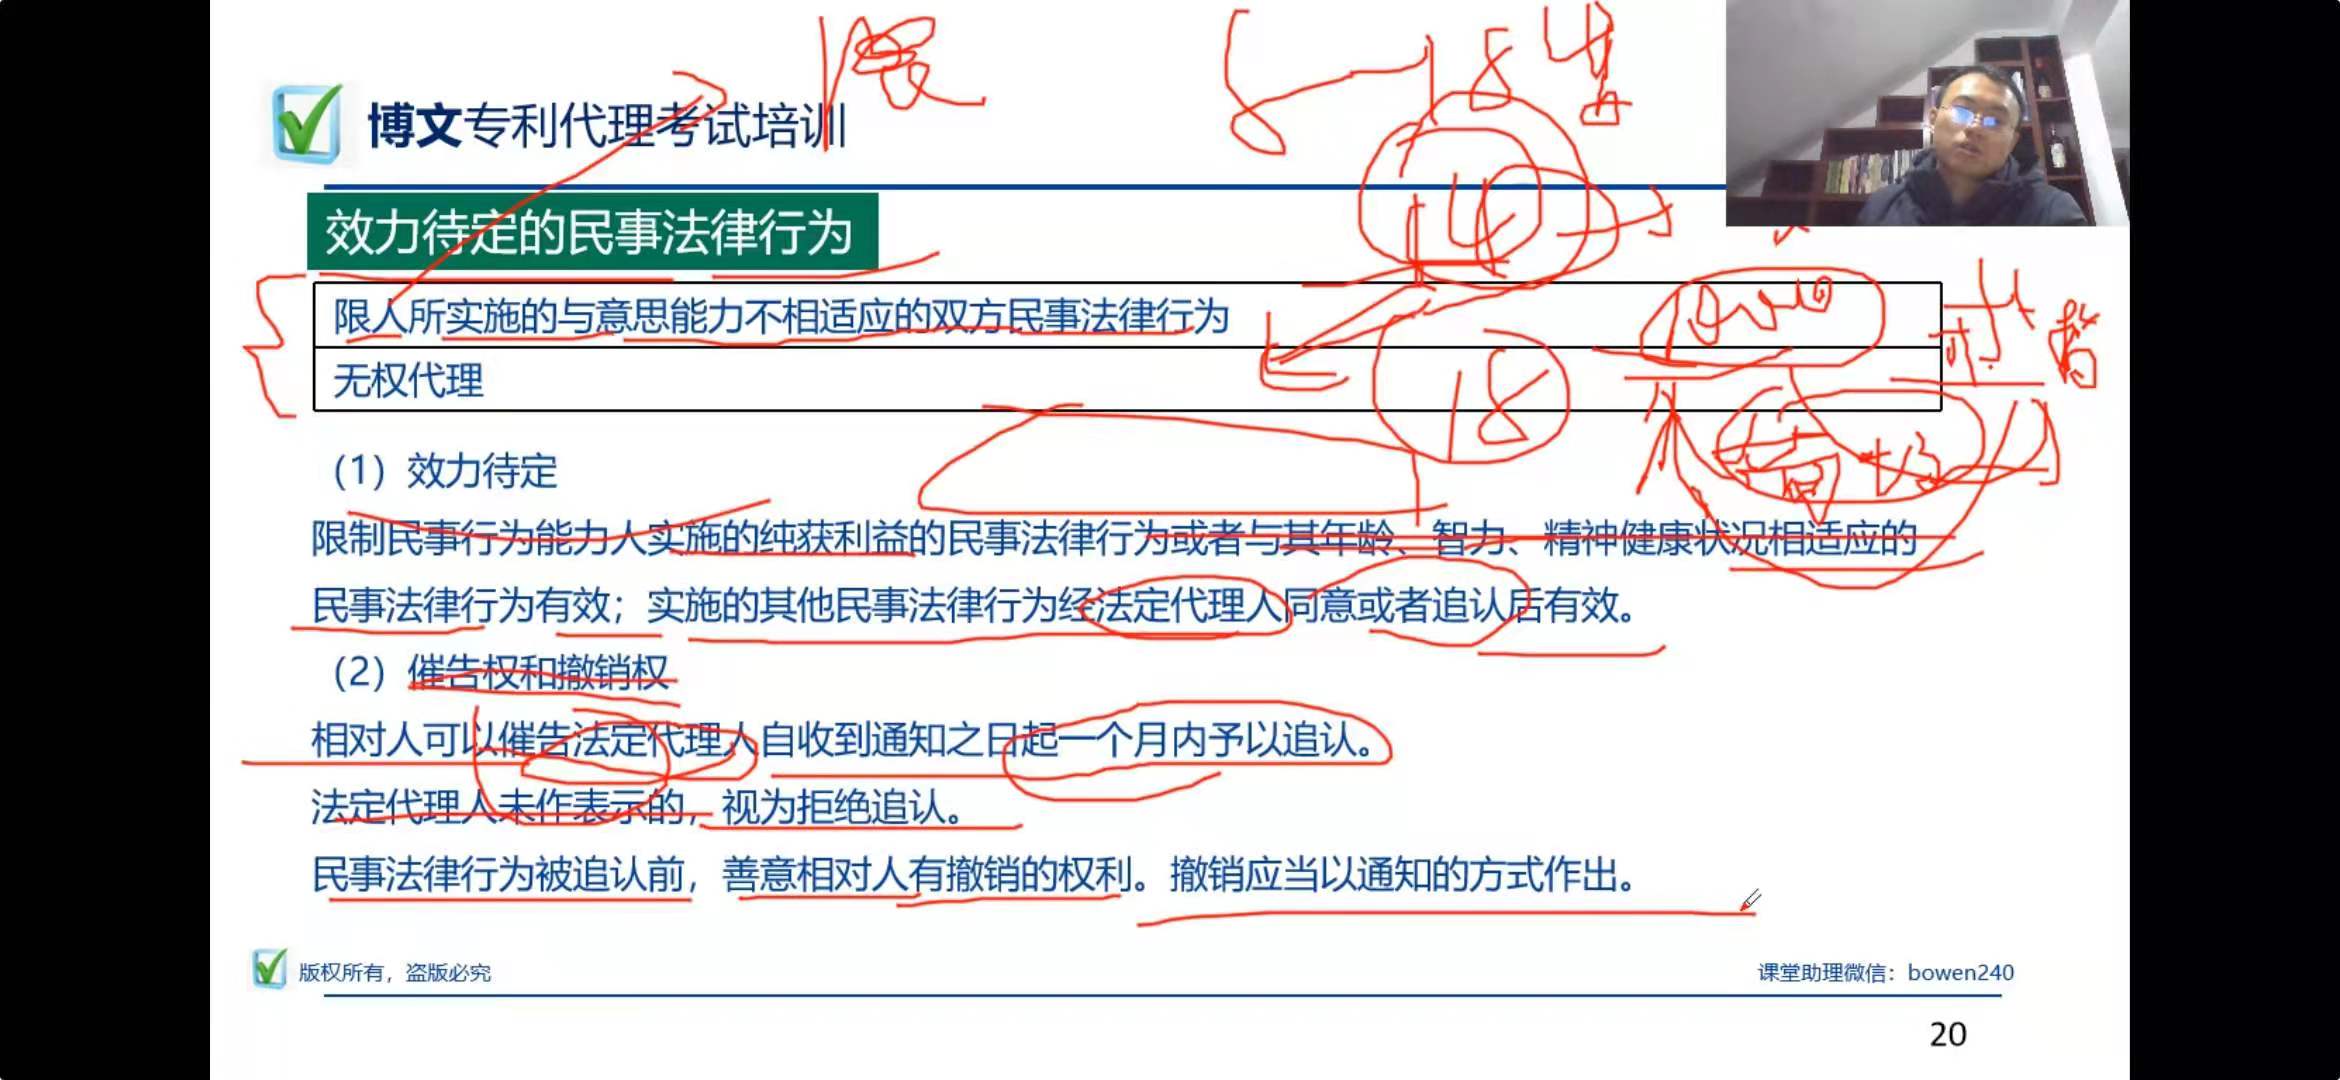 限
8 18 牛
博文专利代理考试培训
14
效力待定的民事法律行为
限人所实施的与意思能力不相适应的双方民事法律行为
10000
无权代理
18
（1）效力待定
限制民事行为能力人实施的纯获利益的民事法律行为或者与其年龄、智力、精神健康状况相适应的
民事法律行为有效；实施的其他民事法律行为经法定代理人同意或者追认后有效。
（2）催告权和撤销权
相对人可以催告法定代理人自收到通知之日起一个月内予以追认。
法定代理人未作表示的，视为拒绝追认。
民事法律行为被追认前，善意相对人有撤销的权利。撤销应当以通知的方式作出。
版权所有，盗版必究
课堂助理微信：bowen240
20